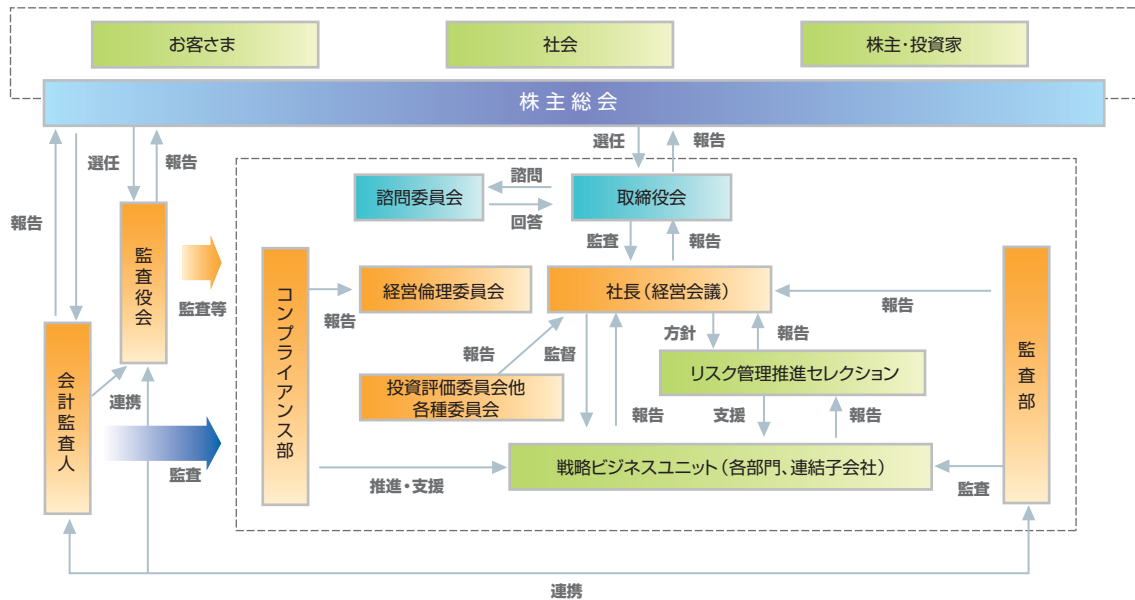 お客さま
社会
株主・投資家
株主総会
選任
報告
選任
報告
報告
諮問委員会
諮問
回答
取締役会
監査役会
監査等
監査
報告
コンプライアンス部
経営倫理委員会
報告
社長(経営会議)
報告
監査部
会計監査人
連携
監査
報告
監督
方針
報告
投資評価委員会他
各種委員会
リスク管理推進セレクション
報告
支援
報告
戦略ビジネスユニット(各部門、連結子会社)
推進・支援
監査
連携